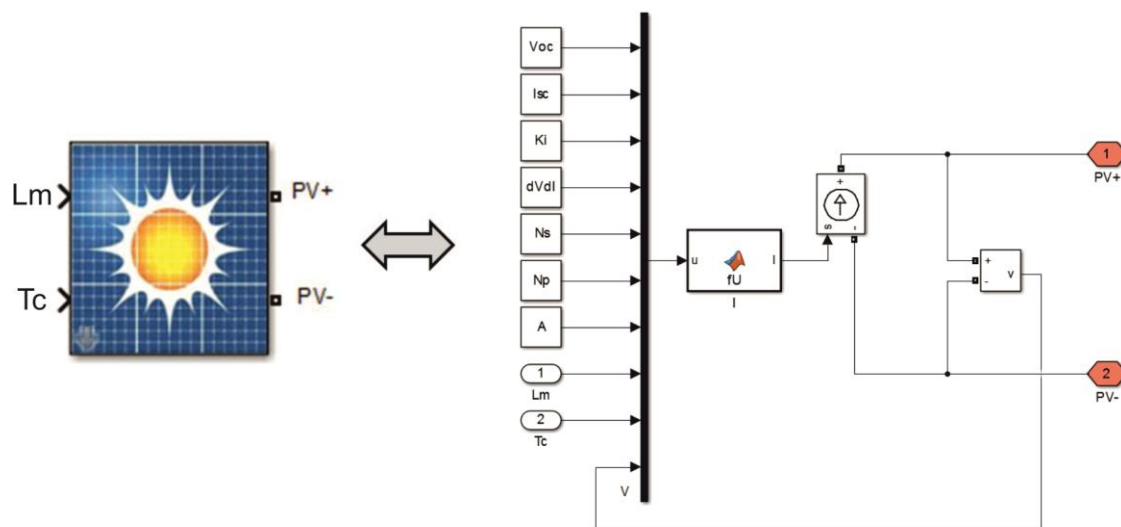 Lm
Tc
PV+
PV-
Voc
Isc
Ki
dVdI
Ns
Np
A
1
Lm
2
Tc
V
u
fU
I
I
+
s
-
+
-
v
1
PV+
2
PV-